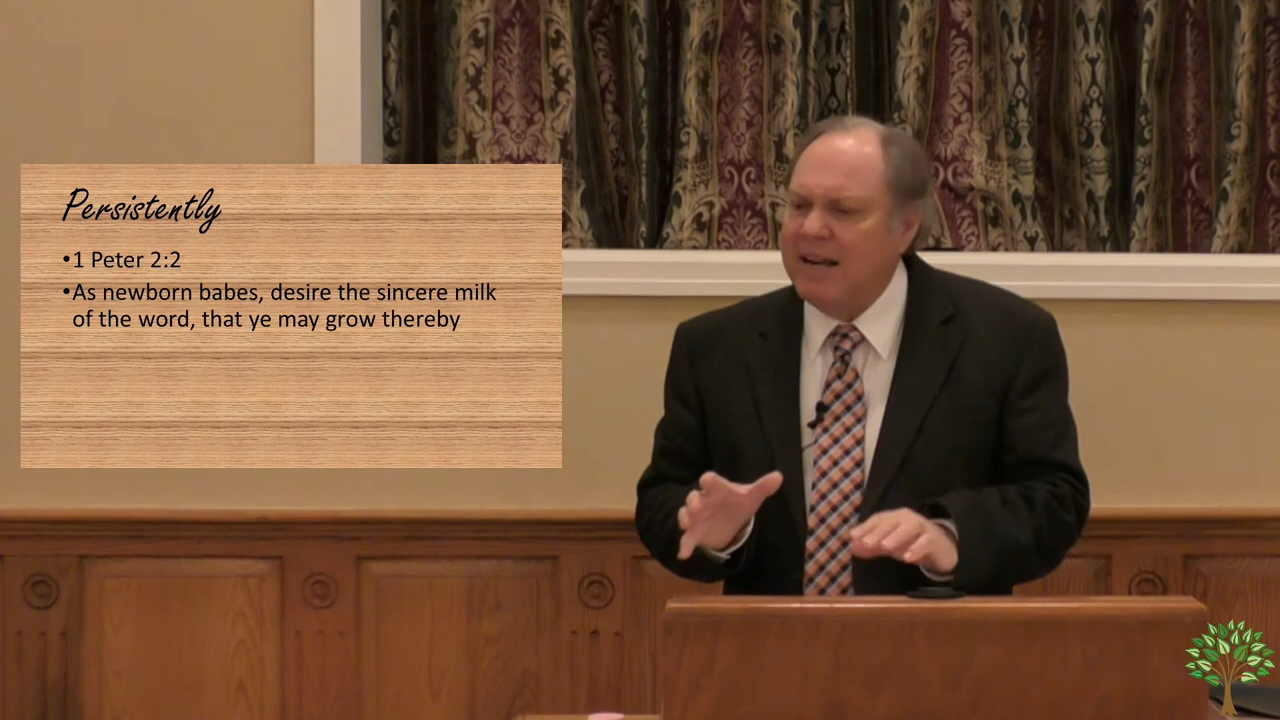 Persistently
•1 Peter 2:2
•As newborn babes, desire the sincere milk
of the word, that ye may grow thereby